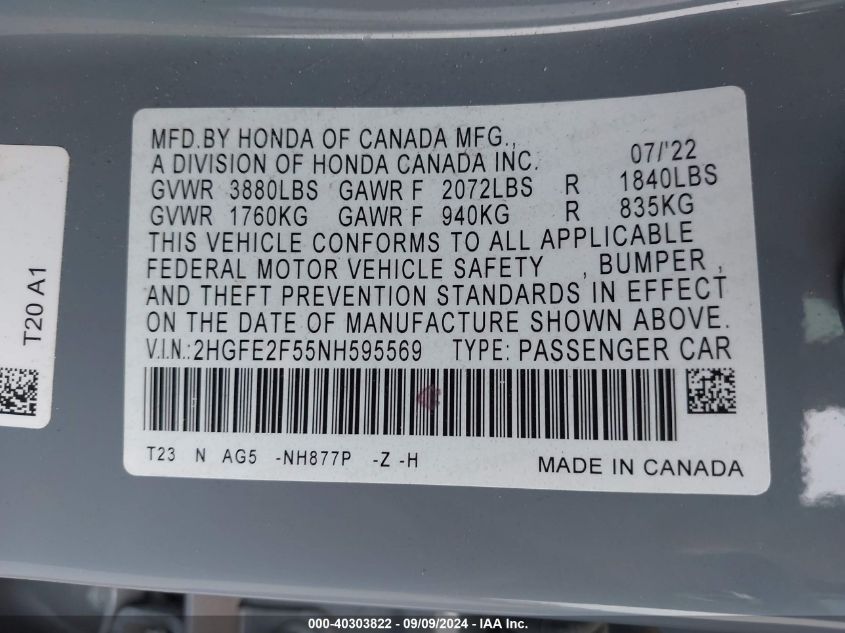 MFD.BY HONDA OF CANADA MFG.,
A DIVISION OF HONDA CANADA INC. 07/'22
GVWR 3880LBS GAWR F 2072LBS R 1840LBS
GVWR 1760KG GAWR F 940KG R 835KG
THIS VEHICLE CONFORMS TO ALL APPLICABLE
FEDERAL MOTOR VEHICLE SAFETY , BUMPER ,
AND THEFT PREVENTION STANDARDS IN EFFECT
ON THE DATE OF MANUFACTURE SHOWN ABOVE.
V.I.N.:2HGFE2F55NH595569 TYPE: PASSENGER CAR
T23 N AG5 -NH877P -Z -H MADE IN CANADA
T20 A1
000-40303822 - 09/09/2024 - IAA Inc.